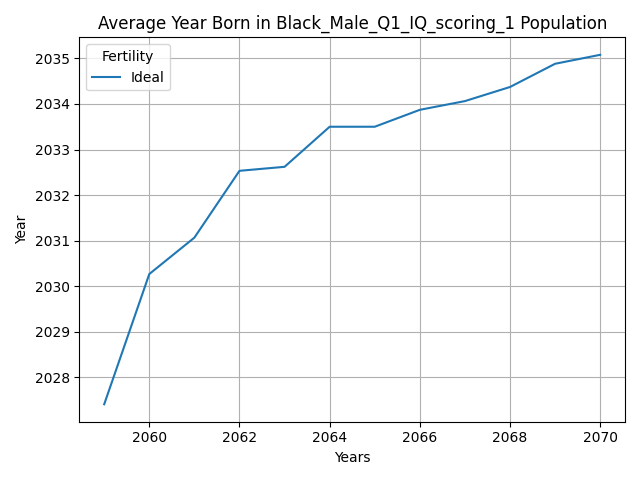 Average Year Born in Black_Male_Q1_IQ_scoring_1 Population
Fertility
Ideal
2035
2034
2033
2032
2031
2030
2029
2028
Year
2060 2062 2064 2066 2068 2070
Years